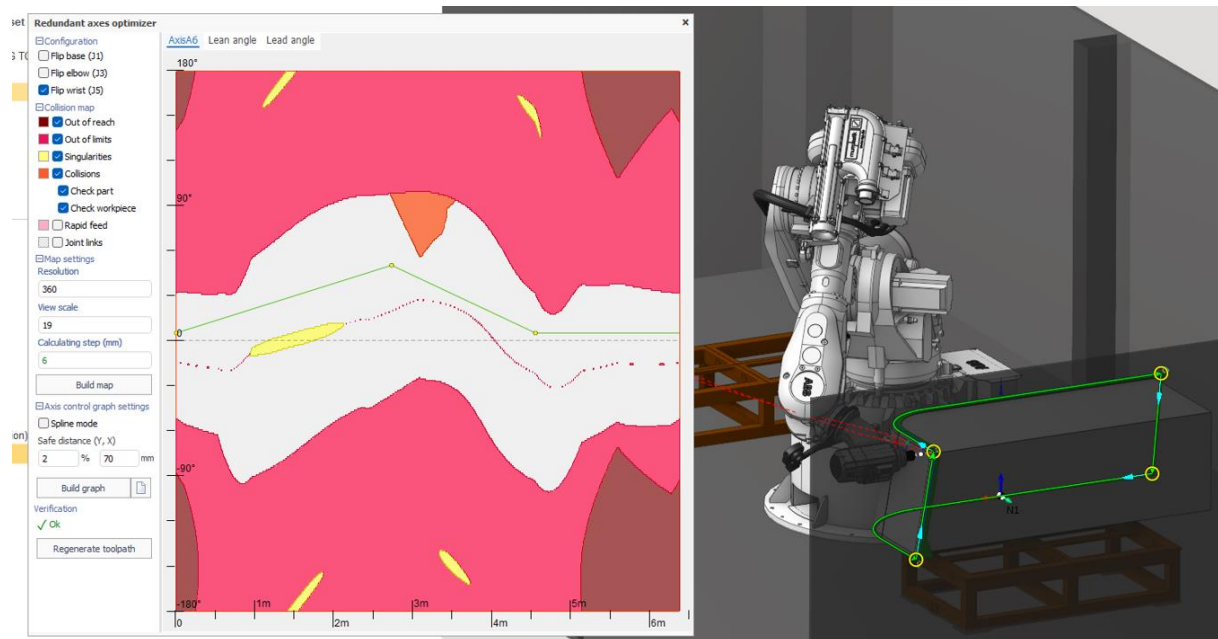 set
Redundant axes optimizer
×
G TO
Configuration
Flip base (J1)
Flip elbow (J3)
Flip wrist (J5)
Collision map
Out of reach
Out of limits
Singularities
Collisions
Check part
Check workpiece
Rapid feed
Joint links
Map settings
Resolution
360
View scale
19
Calculating step (mm)
6
Build map
Axis control graph settings
Spline mode
ion)
Safe distance (Y, X)
2 % 70 mm
Build graph
Verification
Ok
Regenerate toolpath
AxisA6 Lean angle Lead angle
180°
90°
0
-90°
-180°
0 1m 2m 3m 4m 5m 6m
ABB
N1